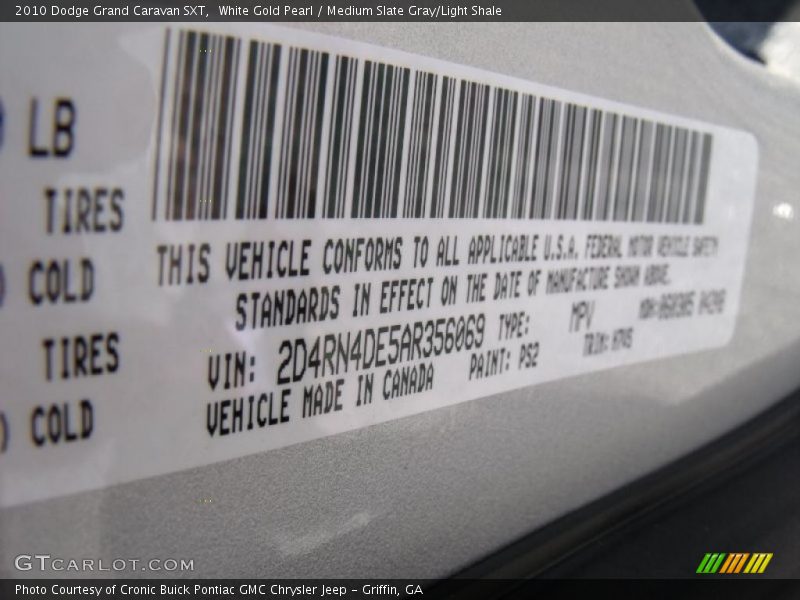 2010 Dodge Grand Caravan SXT,  White Gold Pearl / Medium Slate Gray/Light Shale
LB
TIRES
COLD
TIRES
COLD
THIS VEHICLE CONFORMS TO ALL APPLICABLE U.S.A. FEDERAL MOTOR VEHICLE SAFETY
STANDARDS IN EFFECT ON THE DATE OF MANUFACTURE SHOWN ABOVE.
VIN: 2D4RN4DE5AR356069 TYPE: MPV
VEHICLE MADE IN CANADA PAINT: PS2 TRIM:
GTCARLOT.COM
Photo Courtesy of Cronic Buick Pontiac GMC Chrysler Jeep - Griffin, GA